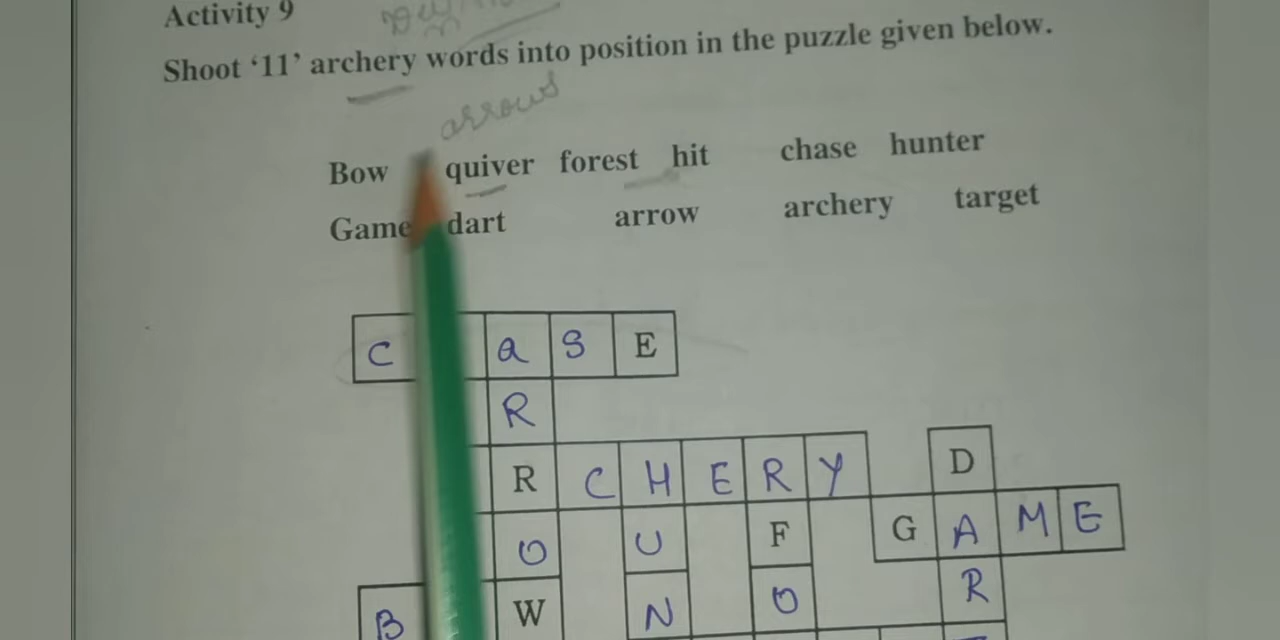 Activity 9
Shoot ‘11’ archery words into position in the puzzle given below.
arrows
Bow quiver forest hit chase hunter
Game dart arrow archery target
C a S E
R
R C H E R Y D
O U F G A M E
B W N O R